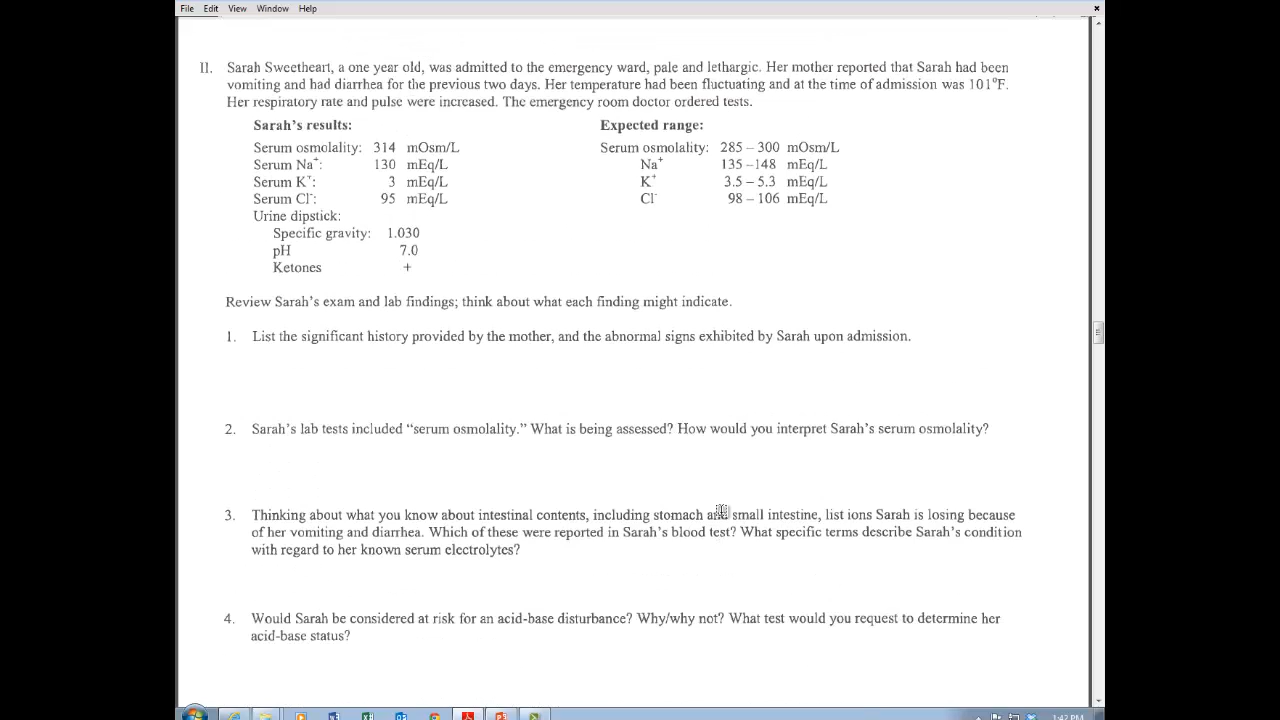 File Edit View Window Help
II. Sarah Sweetheart, a one year old, was admitted to the emergency ward, pale and lethargic. Her mother reported that Sarah had been
vomiting and had diarrhea for the previous two days. Her temperature had been fluctuating and at the time of admission was 101°F.
Her respiratory rate and pulse were increased. The emergency room doctor ordered tests.
Sarah's results: Expected range:
Serum osmolality: 314 mOsm/L Serum osmolality: 285 – 300 mOsm/L
Serum Na⁺: 130 mEq/L Na⁺ 135 –148 mEq/L
Serum K⁺: 3 mEq/L K⁺ 3.5 – 5.3 mEq/L
Serum Cl⁻: 95 mEq/L Cl⁻ 98 – 106 mEq/L
Urine dipstick:
Specific gravity: 1.030
pH 7.0
Ketones +
Review Sarah's exam and lab findings; think about what each finding might indicate.
1. List the significant history provided by the mother, and the abnormal signs exhibited by Sarah upon admission.
2. Sarah's lab tests included "serum osmolality." What is being assessed? How would you interpret Sarah's serum osmolality?
3. Thinking about what you know about intestinal contents, including stomach and small intestine, list ions Sarah is losing because
of her vomiting and diarrhea. Which of these were reported in Sarah's blood test? What specific terms describe Sarah's condition
with regard to her known serum electrolytes?
4. Would Sarah be considered at risk for an acid-base disturbance? Why/why not? What test would you request to determine her
acid-base status?
1:42 PM